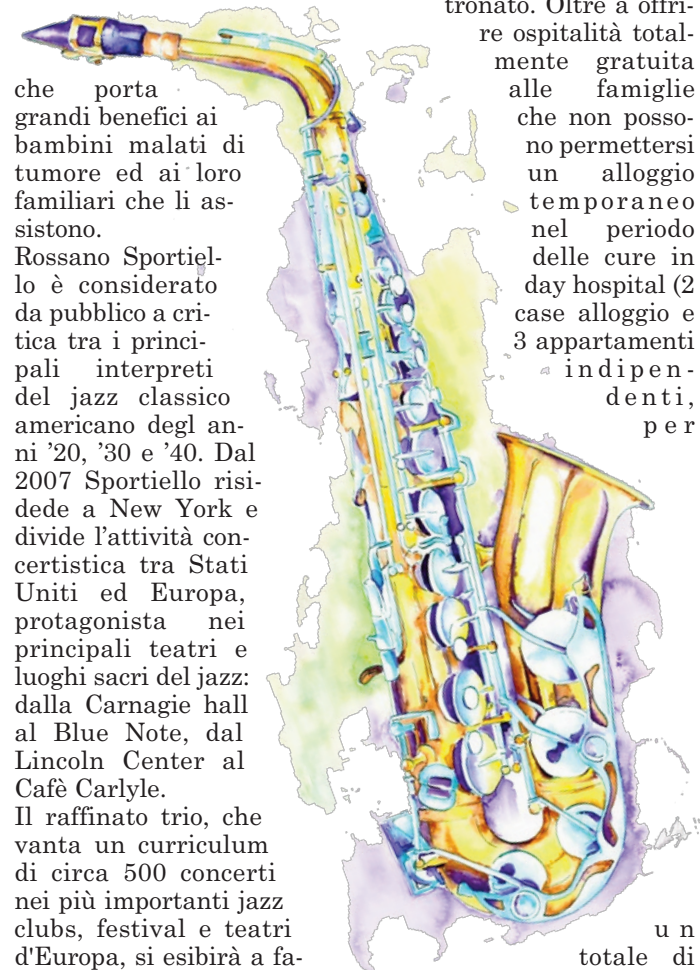 che porta
grandi benefici ai
bambini malati di
tumore ed ai loro
familiari che li as-
sistono.
Rossano Sportiel-
lo è considerato
da pubblico a cri-
tica tra i princi-
pali interpreti
del jazz classico
americano degl an-
ni ’20, ’30 e ’40. Dal
2007 Sportiello risi-
dede a New York e
divide l’attività con-
certistica tra Stati
Uniti ed Europa,
protagonista nei
principali teatri e
luoghi sacri del jazz:
dalla Carnagie hall
al Blue Note, dal
Lincoln Center al
Cafè Carlyle.
Il raffinato trio, che
vanta un curriculum
di circa 500 concerti
nei più importanti jazz
clubs, festival e teatri
d'Europa, si esibirà a fa-
tronato. Oltre a offri-
re ospitalità total-
mente gratuita
alle famiglie
che non posso-
no permettersi
un alloggio
temporaneo
nel periodo
delle cure in
day hospital (2
case alloggio e
3 appartamenti
indipen-
denti,
per
un
totale di